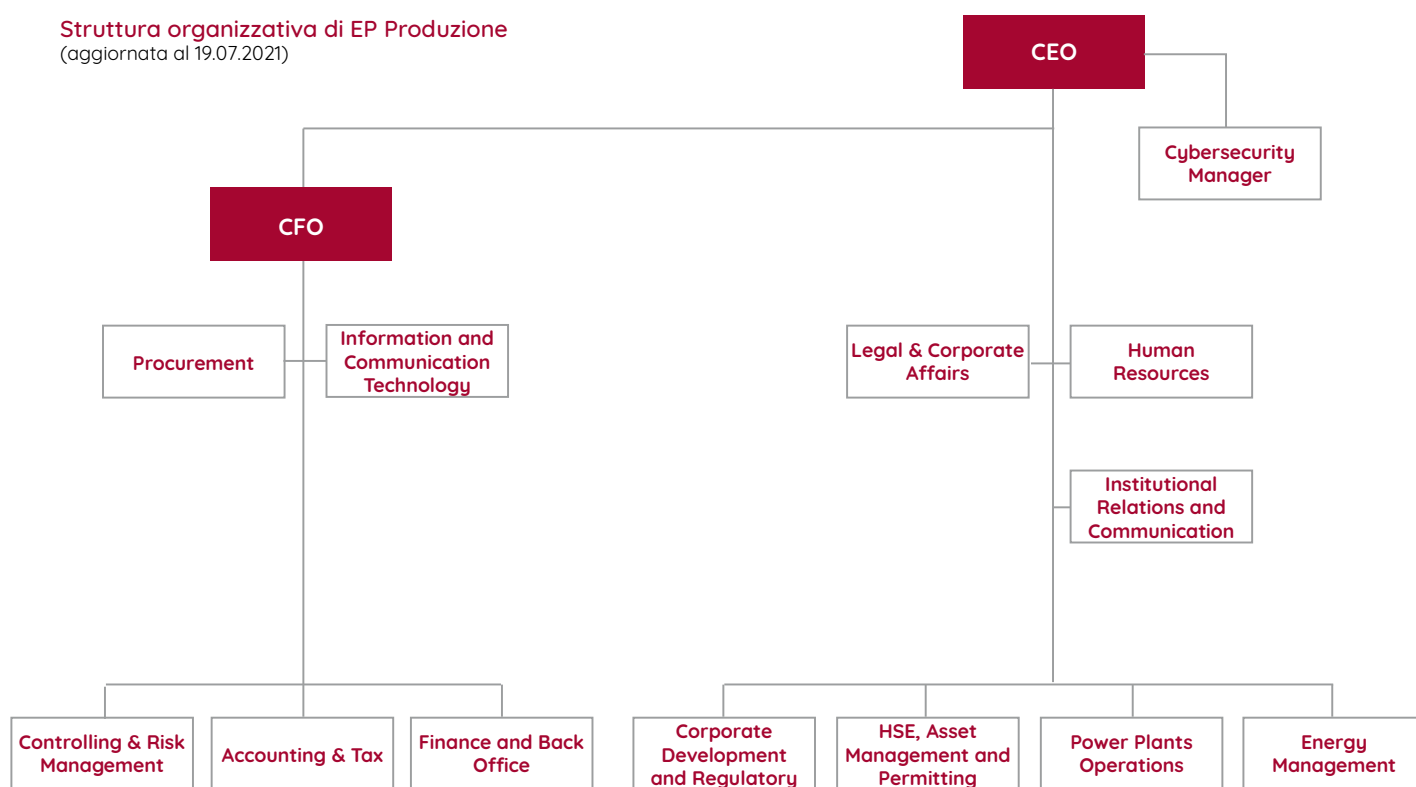 Struttura organizzativa di EP Produzione
(aggiornata al 19.07.2021)
CEO
Cybersecurity
Manager
CFO
Procurement
Information and
Communication
Technology
Legal & Corporate
Affairs
Human
Resources
Institutional
Relations and
Communication
Controlling & Risk
Management
Accounting & Tax
Finance and Back
Office
Corporate
Development
and Regulatory
HSE, Asset
Management and
Permitting
Power Plants
Operations
Energy
Management